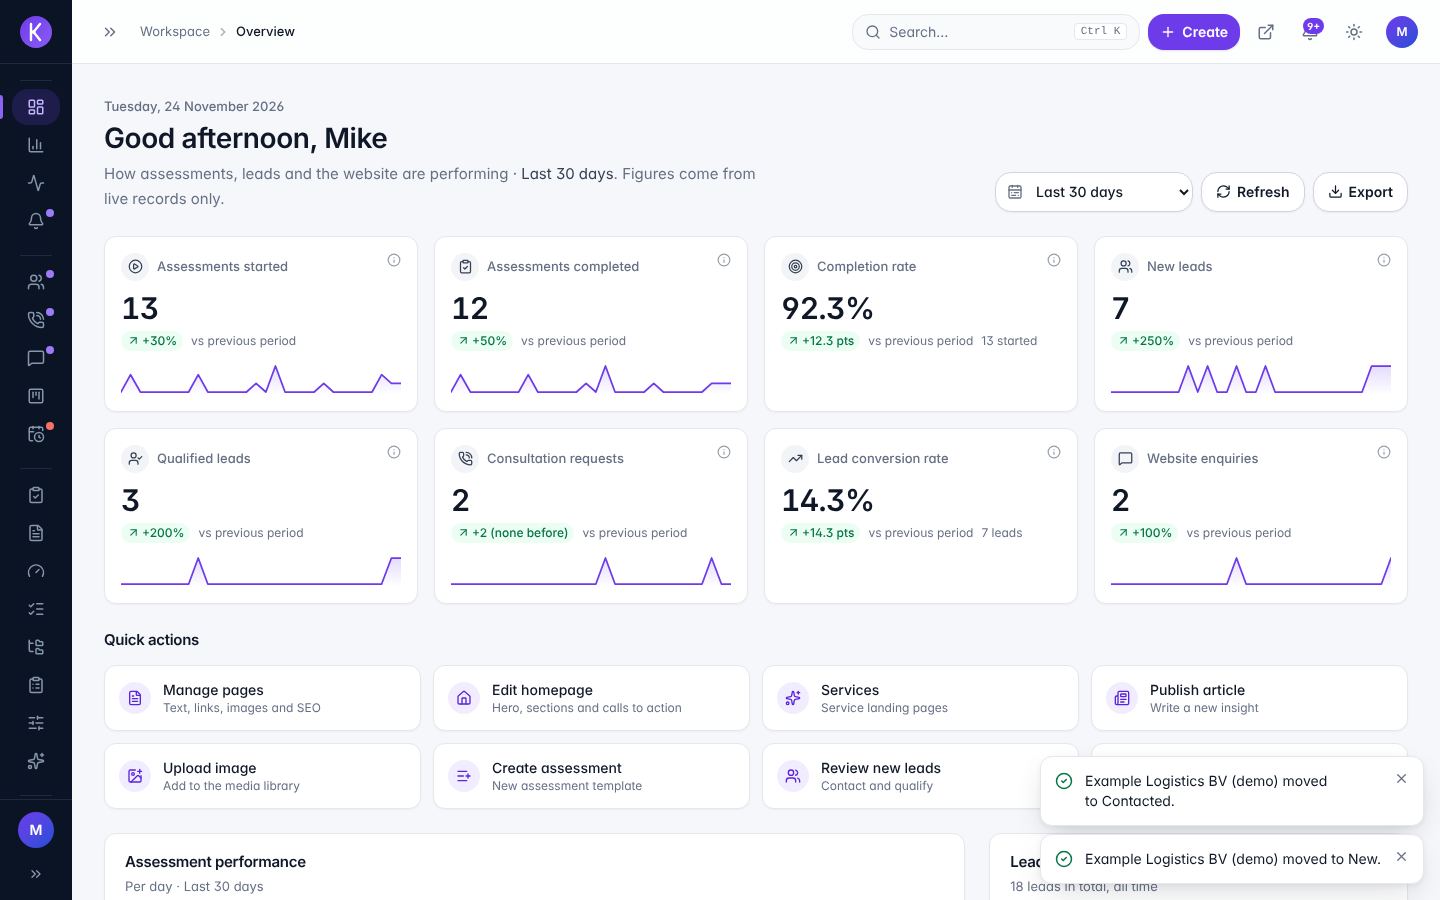 K
Workspace
Overview
Search...
Ctrl K
Create
9+
M
Tuesday, 24 November 2026
Good afternoon, Mike
How assessments, leads and the website are performing · Last 30 days. Figures come from
live records only.
Last 30 days
Refresh
Export
Assessments started
13
+30% vs previous period
Assessments completed
12
+50% vs previous period
Completion rate
92.3%
+12.3 pts vs previous period 13 started
New leads
7
+250% vs previous period
Qualified leads
3
+200% vs previous period
Consultation requests
2
+2 (none before) vs previous period
Lead conversion rate
14.3%
+14.3 pts vs previous period 7 leads
Website enquiries
2
+100% vs previous period
Quick actions
Manage pages
Text, links, images and SEO
Edit homepage
Hero, sections and calls to action
Services
Service landing pages
Publish article
Write a new insight
Upload image
Add to the media library
Create assessment
New assessment template
Review new leads
Contact and qualify
Example Logistics BV (demo) moved
to Contacted.
Example Logistics BV (demo) moved to New.
M
Assessment performance
Per day · Last 30 days
18 leads in total, all time